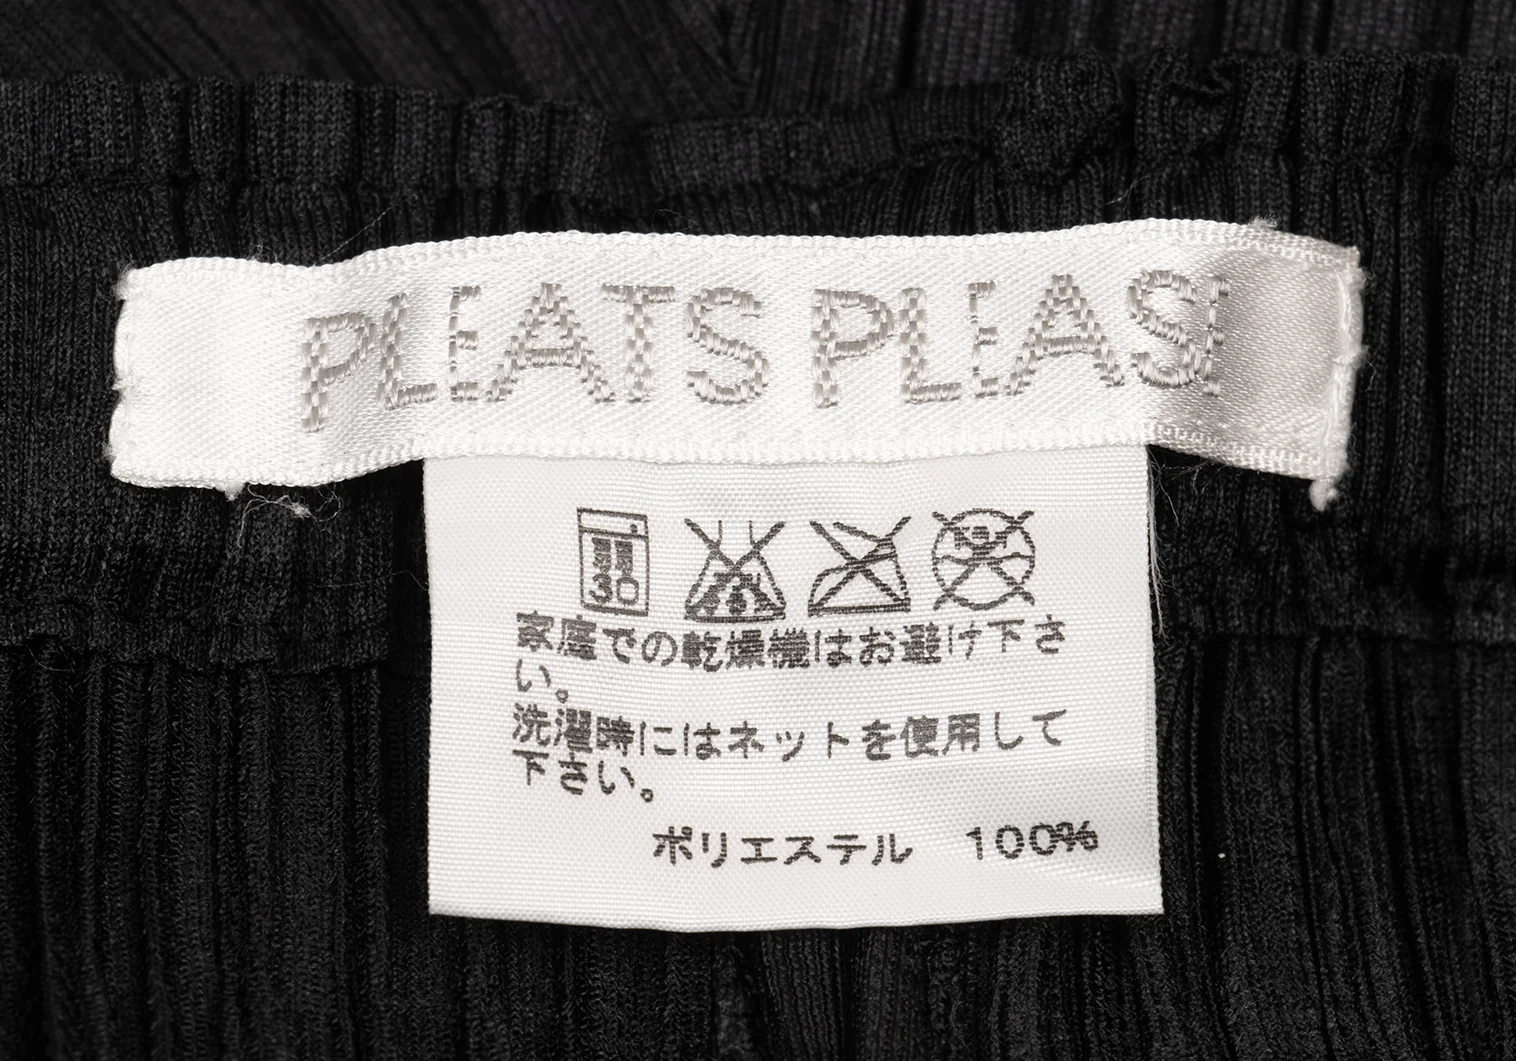 PLEATS PLEASE
弱
30
家庭での乾燥機はお避け下さ
い。
洗濯時にはネットを使用して
下さい。
ポリエステル 100%